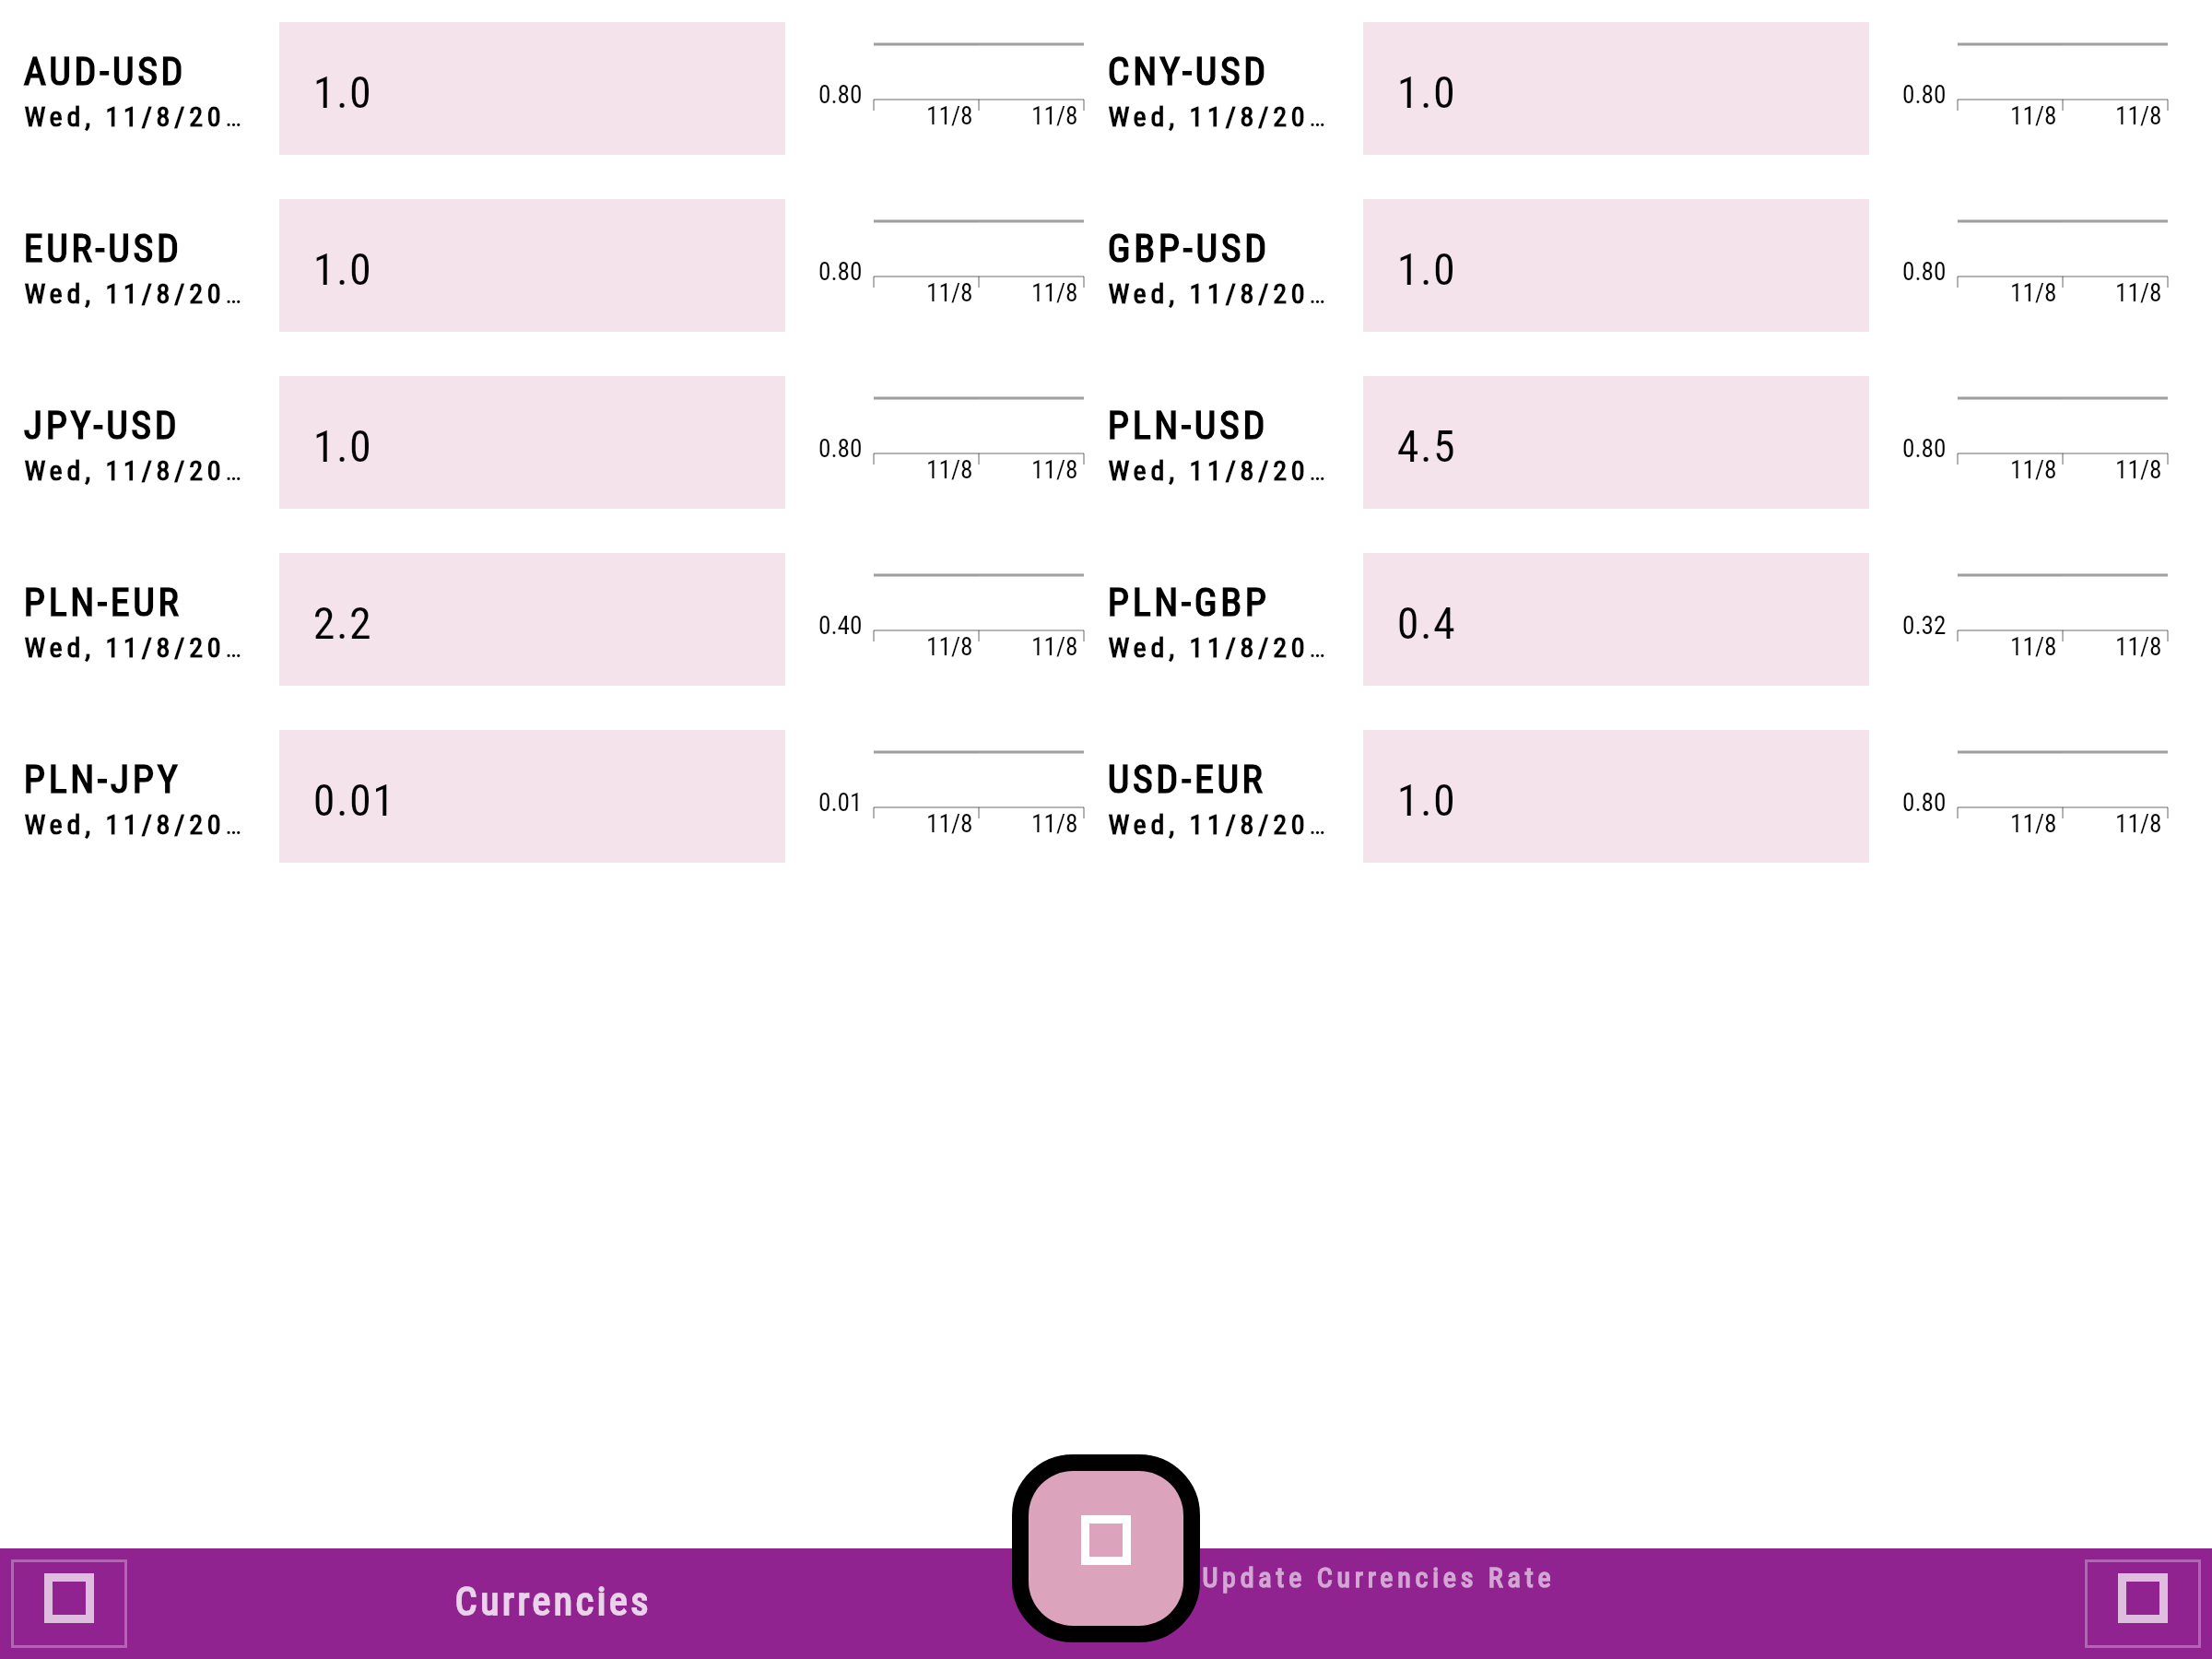 AUD-USD
Wed, 11/8/20…
1.0
0.80
11/8 11/8
CNY-USD
Wed, 11/8/20…
1.0
0.80
11/8 11/8
EUR-USD
Wed, 11/8/20…
1.0
0.80
11/8 11/8
GBP-USD
Wed, 11/8/20…
1.0
0.80
11/8 11/8
JPY-USD
Wed, 11/8/20…
1.0
0.80
11/8 11/8
PLN-USD
Wed, 11/8/20…
4.5
0.80
11/8 11/8
PLN-EUR
Wed, 11/8/20…
2.2
0.40
11/8 11/8
PLN-GBP
Wed, 11/8/20…
0.4
0.32
11/8 11/8
PLN-JPY
Wed, 11/8/20…
0.01
0.01
11/8 11/8
USD-EUR
Wed, 11/8/20…
1.0
0.80
11/8 11/8
Currencies
Update Currencies Rate